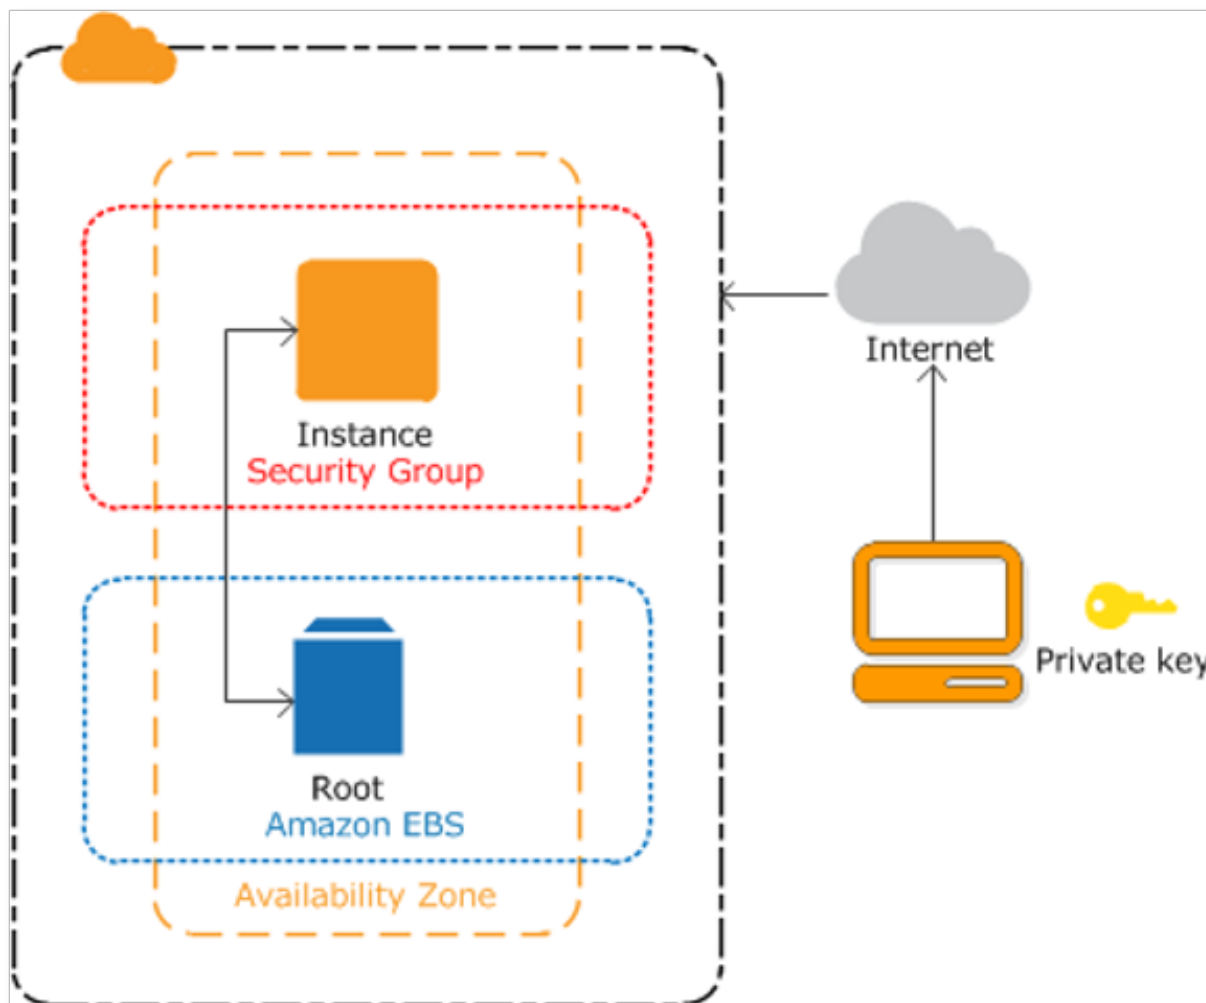 Internet
Instance
Security Group
Private key
Root
Amazon EBS
Availability Zone